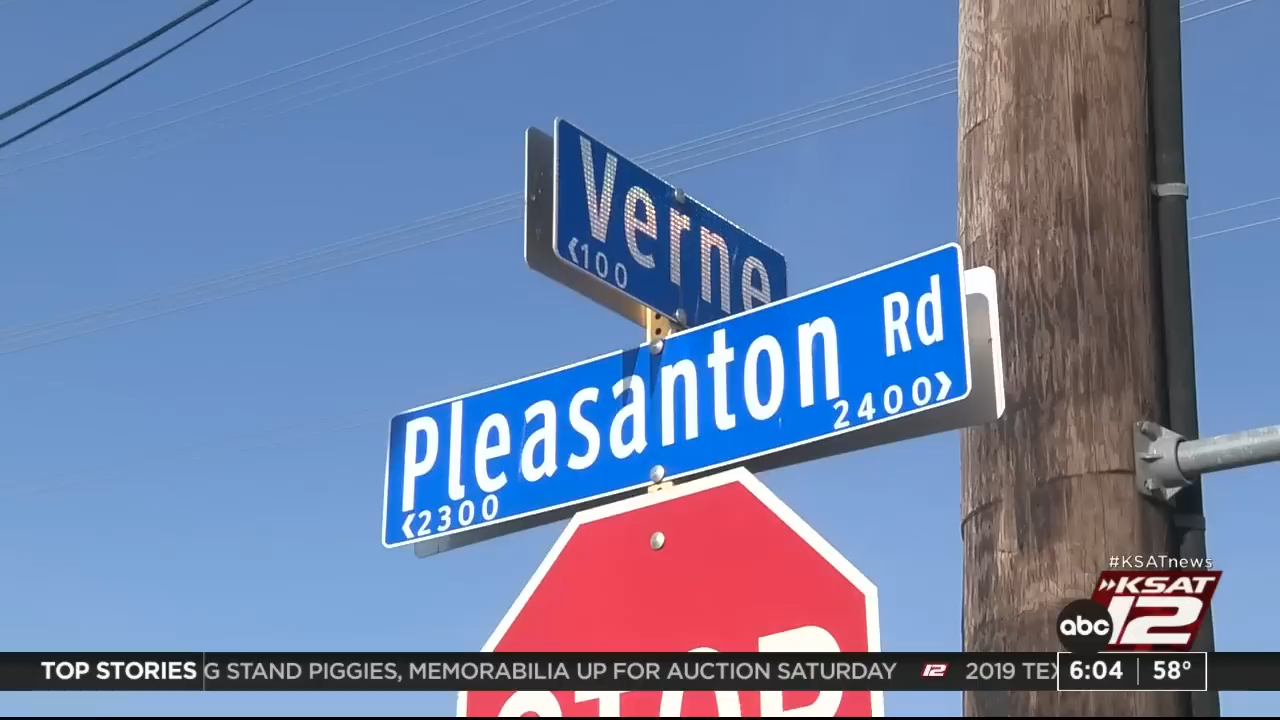 Verne
‹100
Pleasanton Rd
‹2300
2400›
STOP
#KSATnews
KSAT
abc 12
TOP STORIES G STAND PIGGIES, MEMORABILIA UP FOR AUCTION SATURDAY 12 2019 TEX 6:04 58°